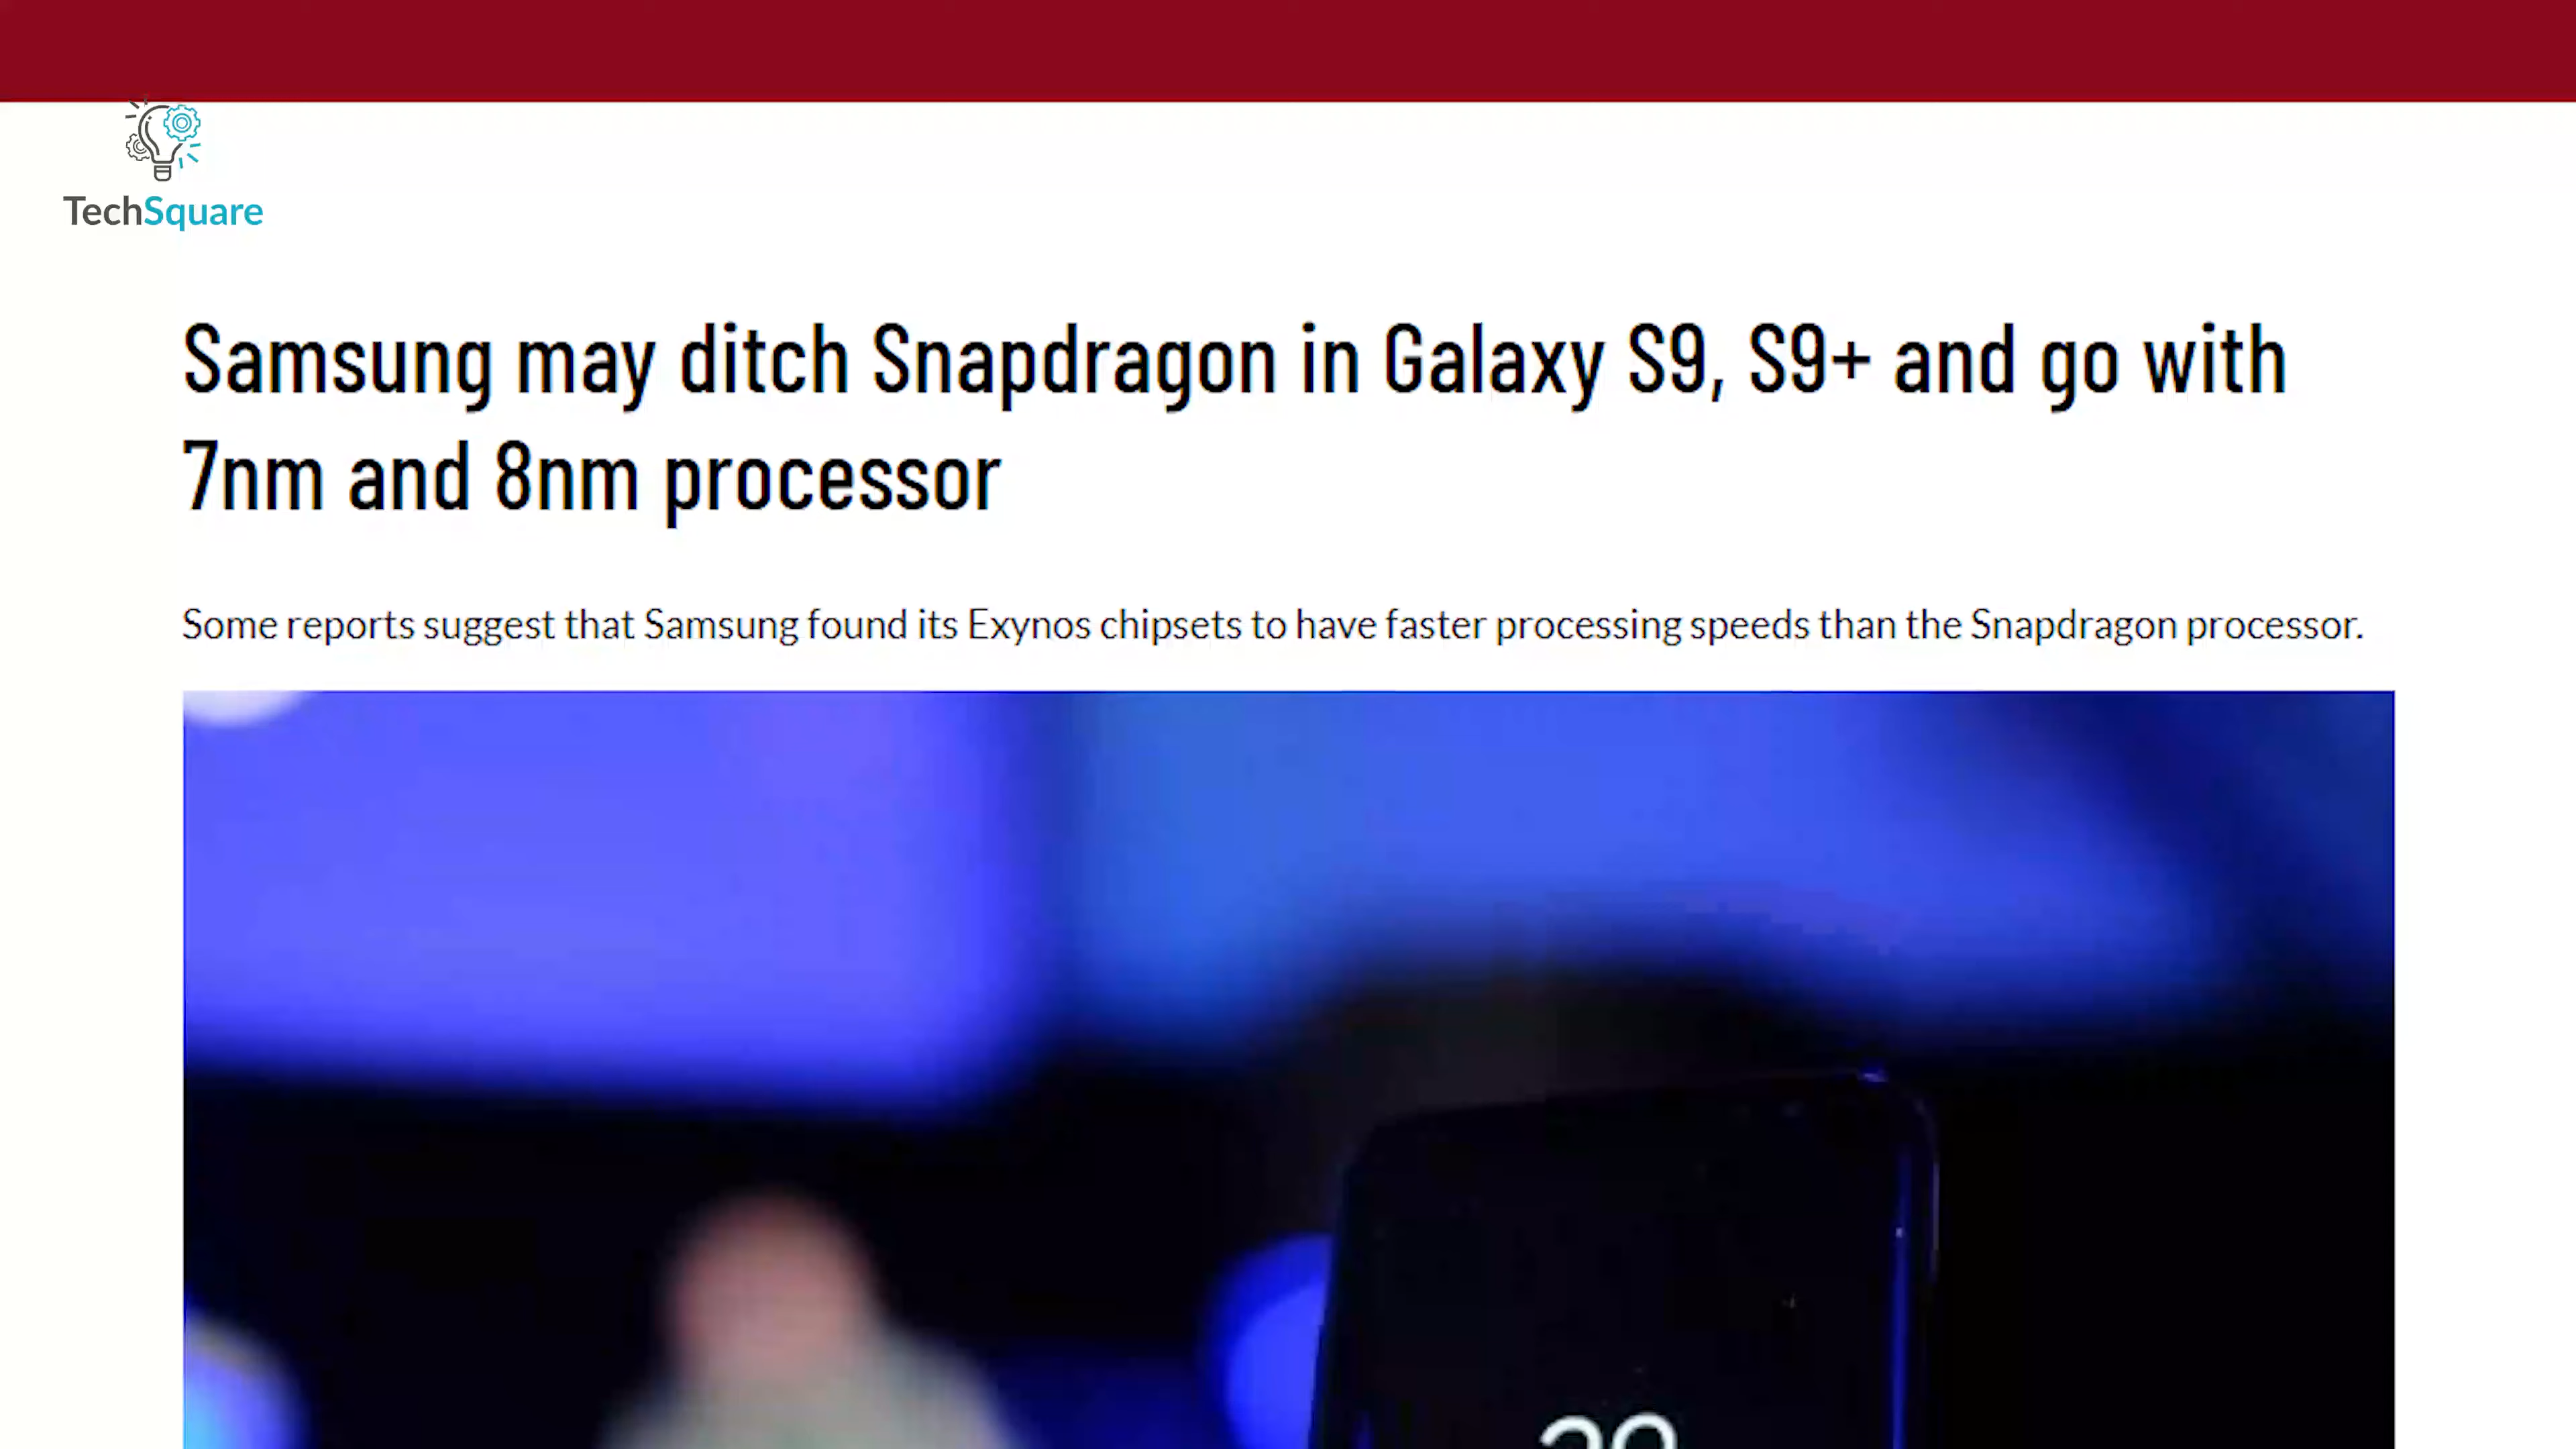 TechSquare
Samsung may ditch Snapdragon in Galaxy S9, S9+ and go with
7nm and 8nm processor
Some reports suggest that Samsung found its Exynos chipsets to have faster processing speeds than the Snapdragon processor.